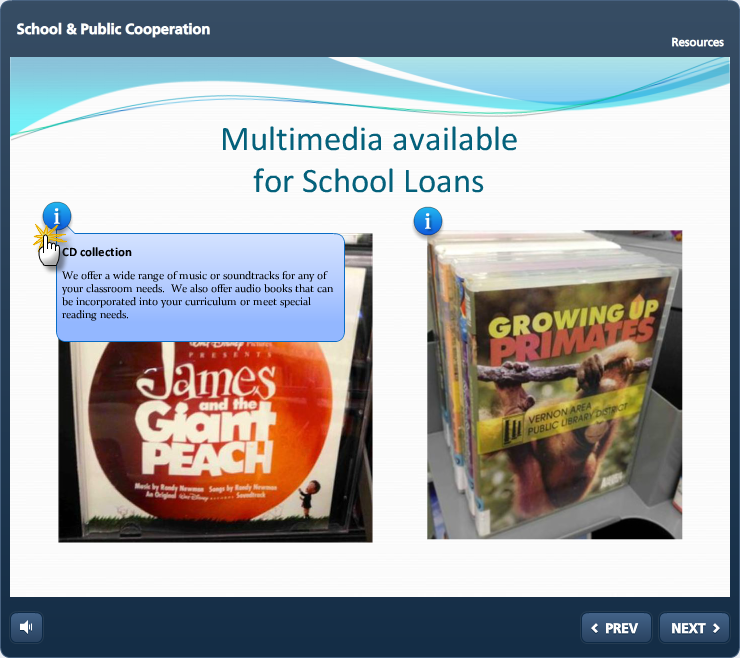 School & Public Cooperation
Resources
Multimedia available
for School Loans
CD collection
We offer a wide range of music or soundtracks for any of
your classroom needs. We also offer audio books that can
be incorporated into your curriculum or meet special
reading needs.
Walt Disney Pictures
PRESENTS
James
and the
Giant
PEACH
Music by Randy Newman Songs by Randy Newman
An Original Walt Disney Soundtrack
GROWING UP
PRIMATES
VERNON AREA
PUBLIC LIBRARY DISTRICT
PREV
NEXT